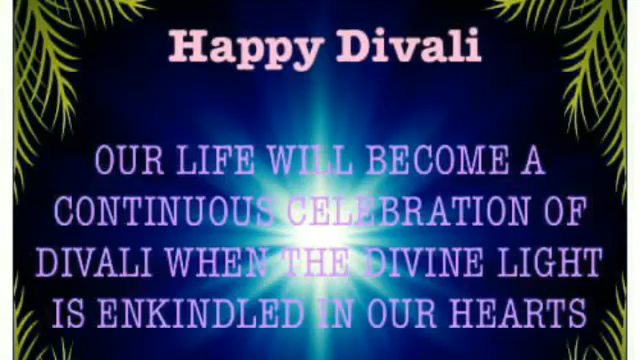 Happy Divali
OUR LIFE WILL BECOME A
CONTINUOUS CELEBRATION OF
DIVALI WHEN THE DIVINE LIGHT
IS ENKINDLED IN OUR HEARTS